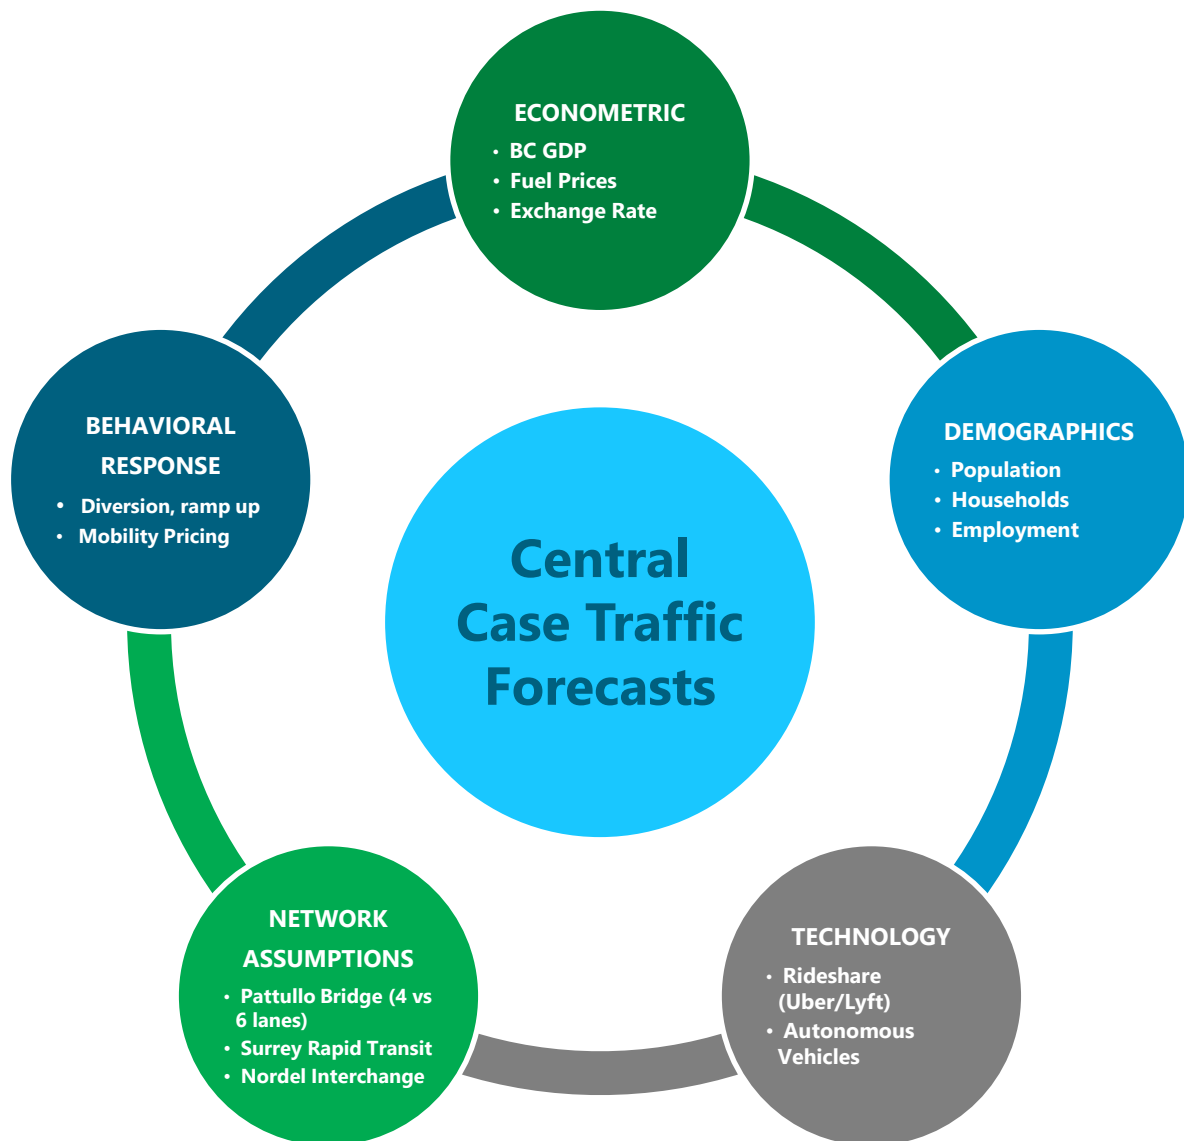 ECONOMETRIC
• BC GDP
• Fuel Prices
• Exchange Rate
DEMOGRAPHICS
• Population
• Households
• Employment
TECHNOLOGY
• Rideshare
(Uber/Lyft)
• Autonomous
Vehicles
NETWORK
ASSUMPTIONS
• Pattullo Bridge (4 vs
6 lanes)
• Surrey Rapid Transit
• Nordel Interchange
BEHAVIORAL
RESPONSE
• Diversion, ramp up
• Mobility Pricing
Central
Case Traffic
Forecasts